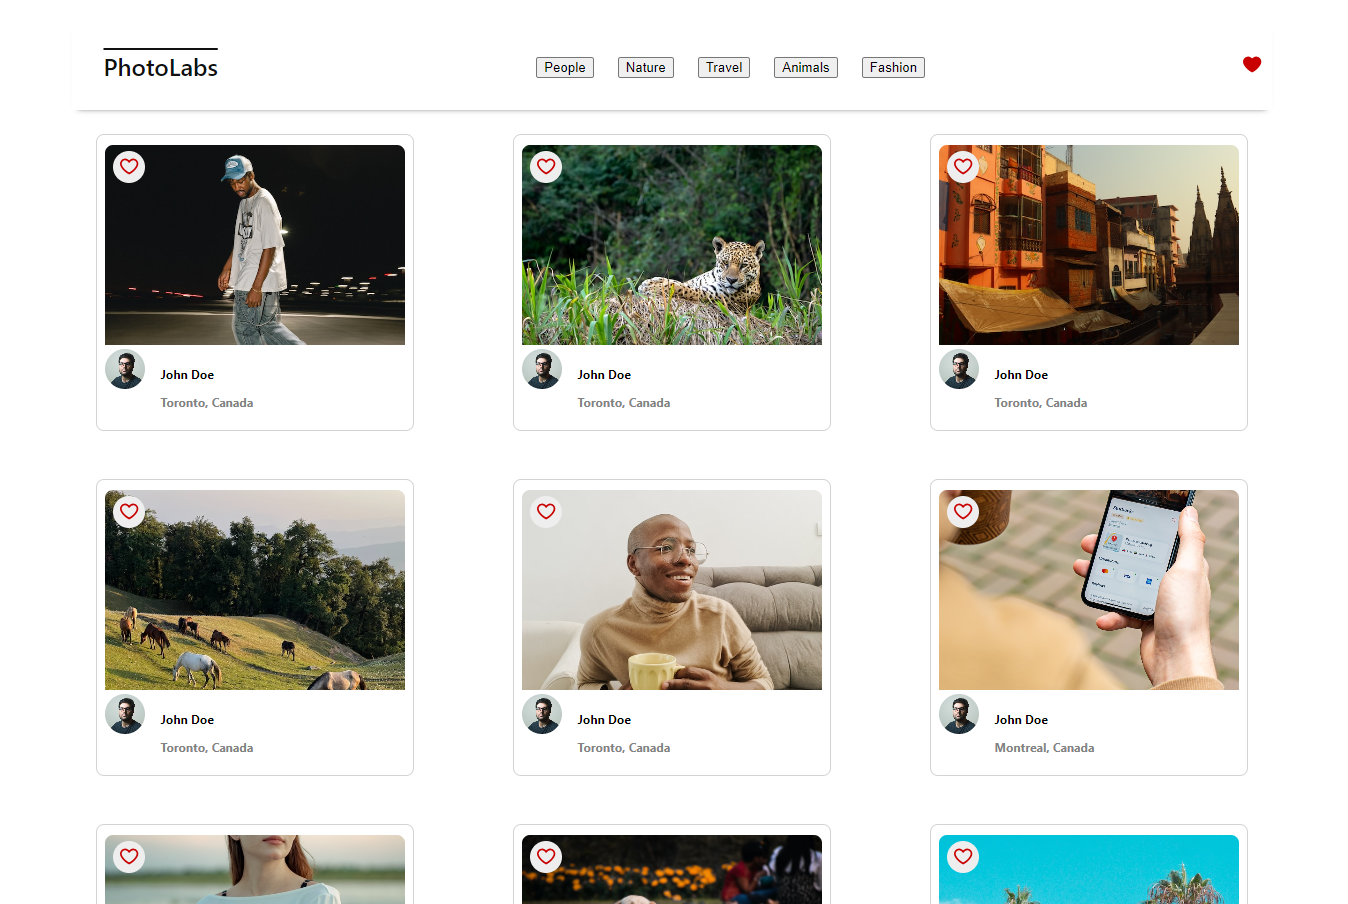 PhotoLabs
People
Nature
Travel
Animals
Fashion
John Doe
Toronto, Canada
John Doe
Toronto, Canada
John Doe
Toronto, Canada
John Doe
Toronto, Canada
John Doe
Toronto, Canada
John Doe
Montreal, Canada